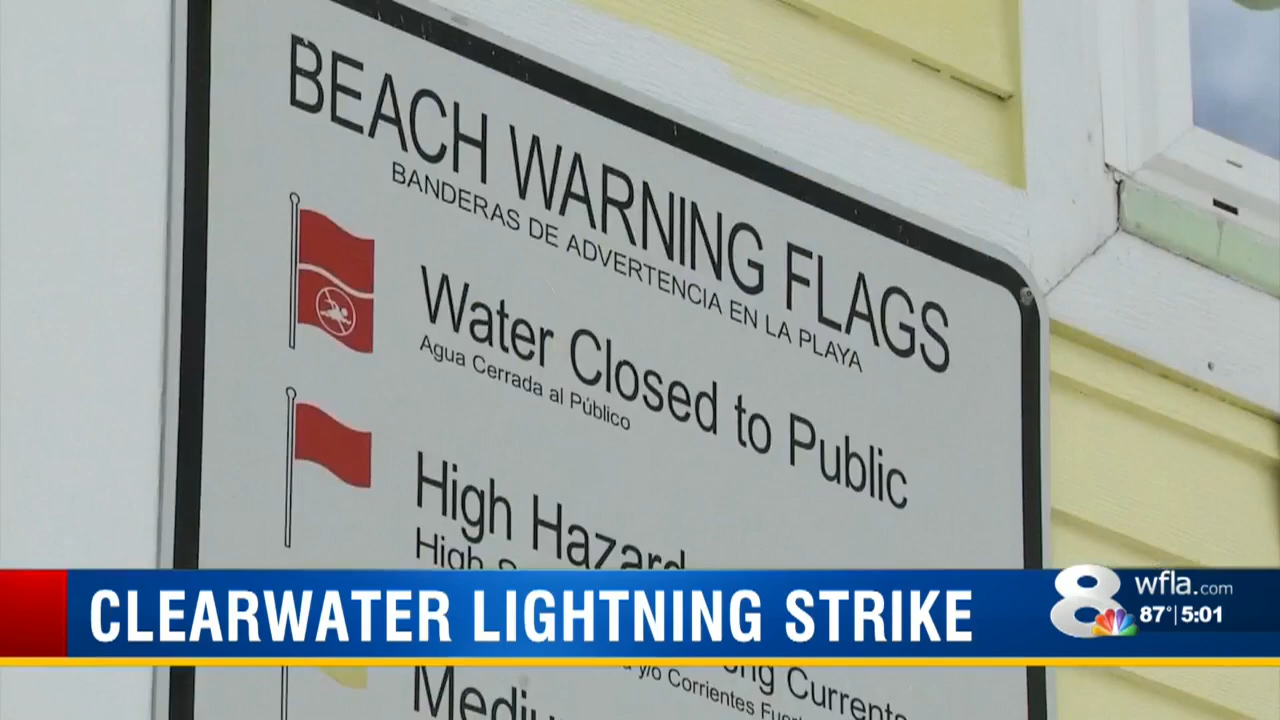 BEACH WARNING FLAGS
BANDERAS DE ADVERTENCIA EN LA PLAYA
Water Closed to Public
Agua Cerrada al Público
High Hazard
High
CLEARWATER LIGHTNING STRIKE
8 wfla.com
87° 5:01
Currents
y/o Corrientes